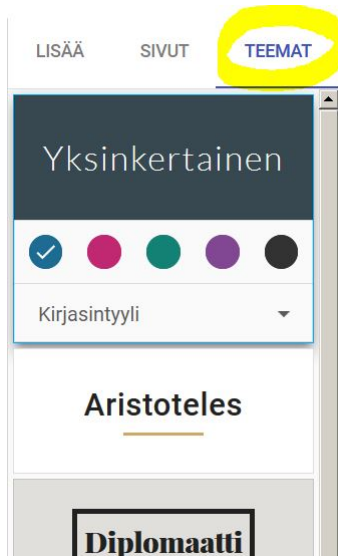 LISÄÄ SIVUT TEEMAT
Yksinkertainen
Kirjasintyyli
Aristoteles
Diplomaatti